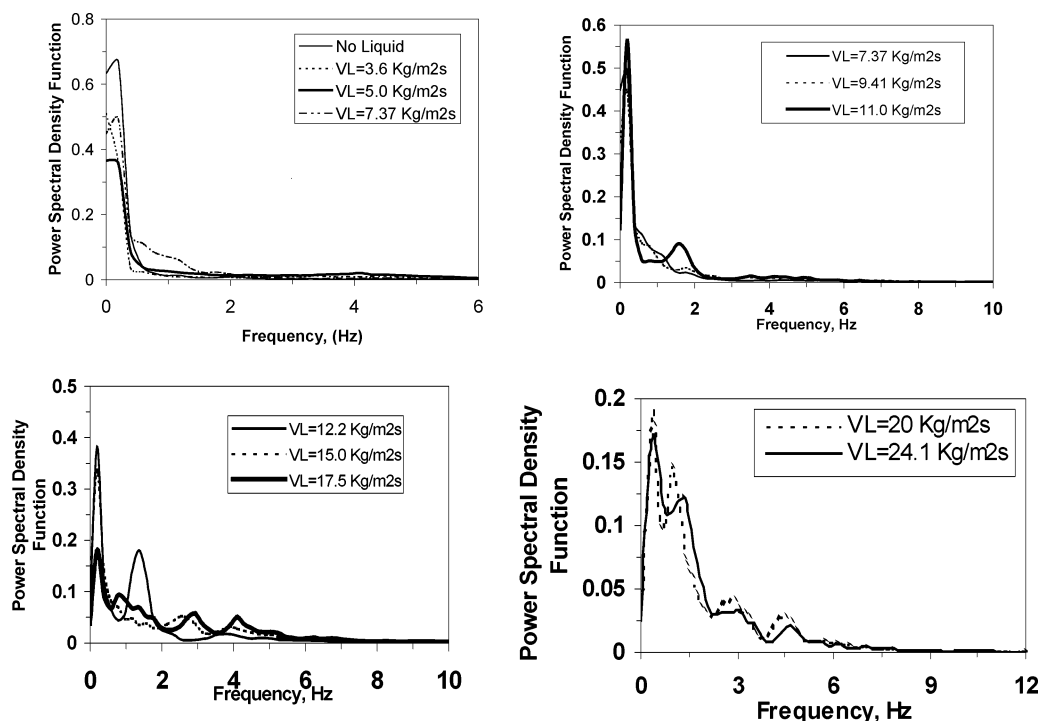 Power Spectral Density Function
0.8
0.6
0.4
0.2
0
No Liquid
VL=3.6 Kg/m2s
VL=5.0 Kg/m2s
VL=7.37 Kg/m2s
0 2 4 6
Frequency, (Hz)
Power Spectral Density Function
0.6
0.5
0.4
0.3
0.2
0.1
0
VL=7.37 Kg/m2s
VL=9.41 Kg/m2s
VL=11.0 Kg/m2s
0 2 4 6 8 10
Frequency, Hz
Power Spectral Density
Function
0.5
0.4
0.3
0.2
0.1
0
VL=12.2 Kg/m2s
VL=15.0 Kg/m2s
VL=17.5 Kg/m2s
0 2 4 6 8 10
Frequency, Hz
Power Spectral Density
Function
0.2
0.15
0.1
0.05
0
VL=20 Kg/m2s
VL=24.1 Kg/m2s
0 3 6 9 12
Frequency, Hz